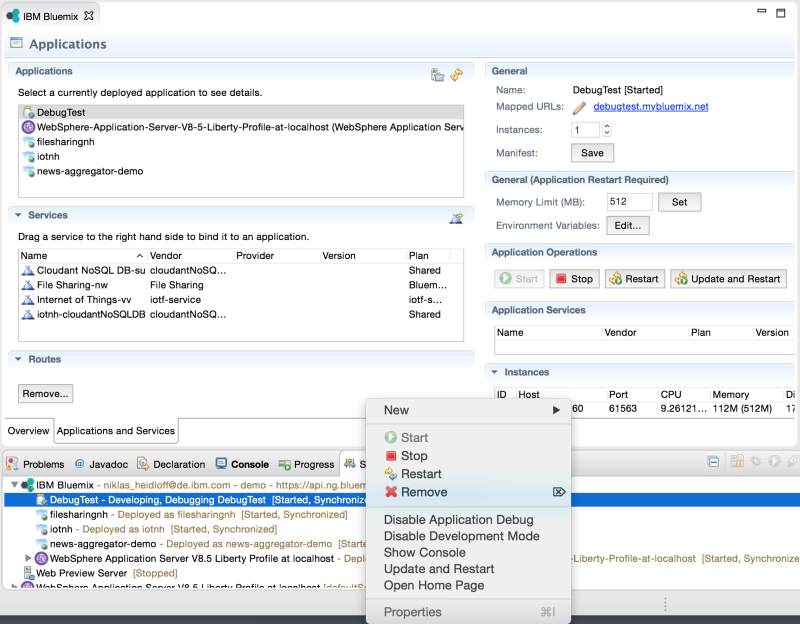 IBM Bluemix
Applications
Applications
Select a currently deployed application to see details.
DebugTest
WebSphere-Application-Server-V8-5-Liberty-Profile-at-localhost (WebSphere Application Serv
filesharingnh
iotnh
news-aggregator-demo
Services
Drag a service to the right hand side to bind it to an application.
Name Vendor Provider Version Plan
Cloudant NoSQL DB-su cloudantNoSQ... Shared
File Sharing-nw File Sharing Bluem...
Internet of Things-vv iotf-service iotf-s...
iotnh-cloudantNoSQLDB cloudantNoSQ... Shared
Routes
Remove...
Overview Applications and Services
General
Name: DebugTest [Started]
Mapped URLs: debugtest.mybluemix.net
Instances: 1
Manifest: Save
General (Application Restart Required)
Memory Limit (MB): 512 Set
Environment Variables: Edit...
Application Operations
Start Stop Restart Update and Restart
Application Services
Name Vendor Plan Version
Instances
ID Host Port CPU Memory Di
60 61563 9.26121... 112M (512M) 17
Problems @ Javadoc Declaration Console Progress S
IBM Bluemix - niklas_heidloff@de.ibm.com - demo - https://api.ng.bluem
DebugTest - Developing, Debugging DebugTest [Started, Synchronize
filesharingnh - Deployed as filesharingnh [Started, Synchronized]
iotnh - Deployed as iotnh [Started, Synchronized]
news-aggregator-demo - Deployed as news-aggregator-demo [Started
WebSphere Application Server V8.5 Liberty Profile at localhost - Deplo
-Liberty-Profile-at-localhost [Started, Synchronize
Web Preview Server [Stopped]
WebSphere Application Server V8.5 Liberty Profile at localhost [defaultS
New
Start
Stop
Restart
Remove
Disable Application Debug
Disable Development Mode
Show Console
Update and Restart
Open Home Page
Properties ⌘I